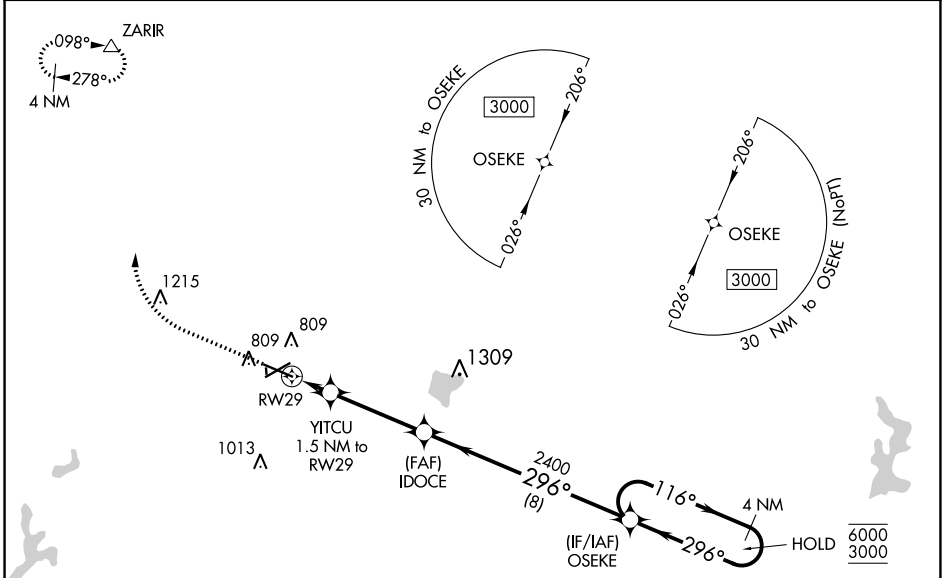 ZARIR
098°
278°
4 NM
30 NM to OSEKE
3000
206°
OSEKE
026°
206°
OSEKE
026°
3000
30 NM to OSEKE (NoPT)
1215
809
809
1309
RW29
YITCU
1.5 NM to
RW29
1013
(FAF)
IDOCE
2400
296°
(8)
(IF/IAF)
OSEKE
116°
4 NM
296°
HOLD
6000
3000